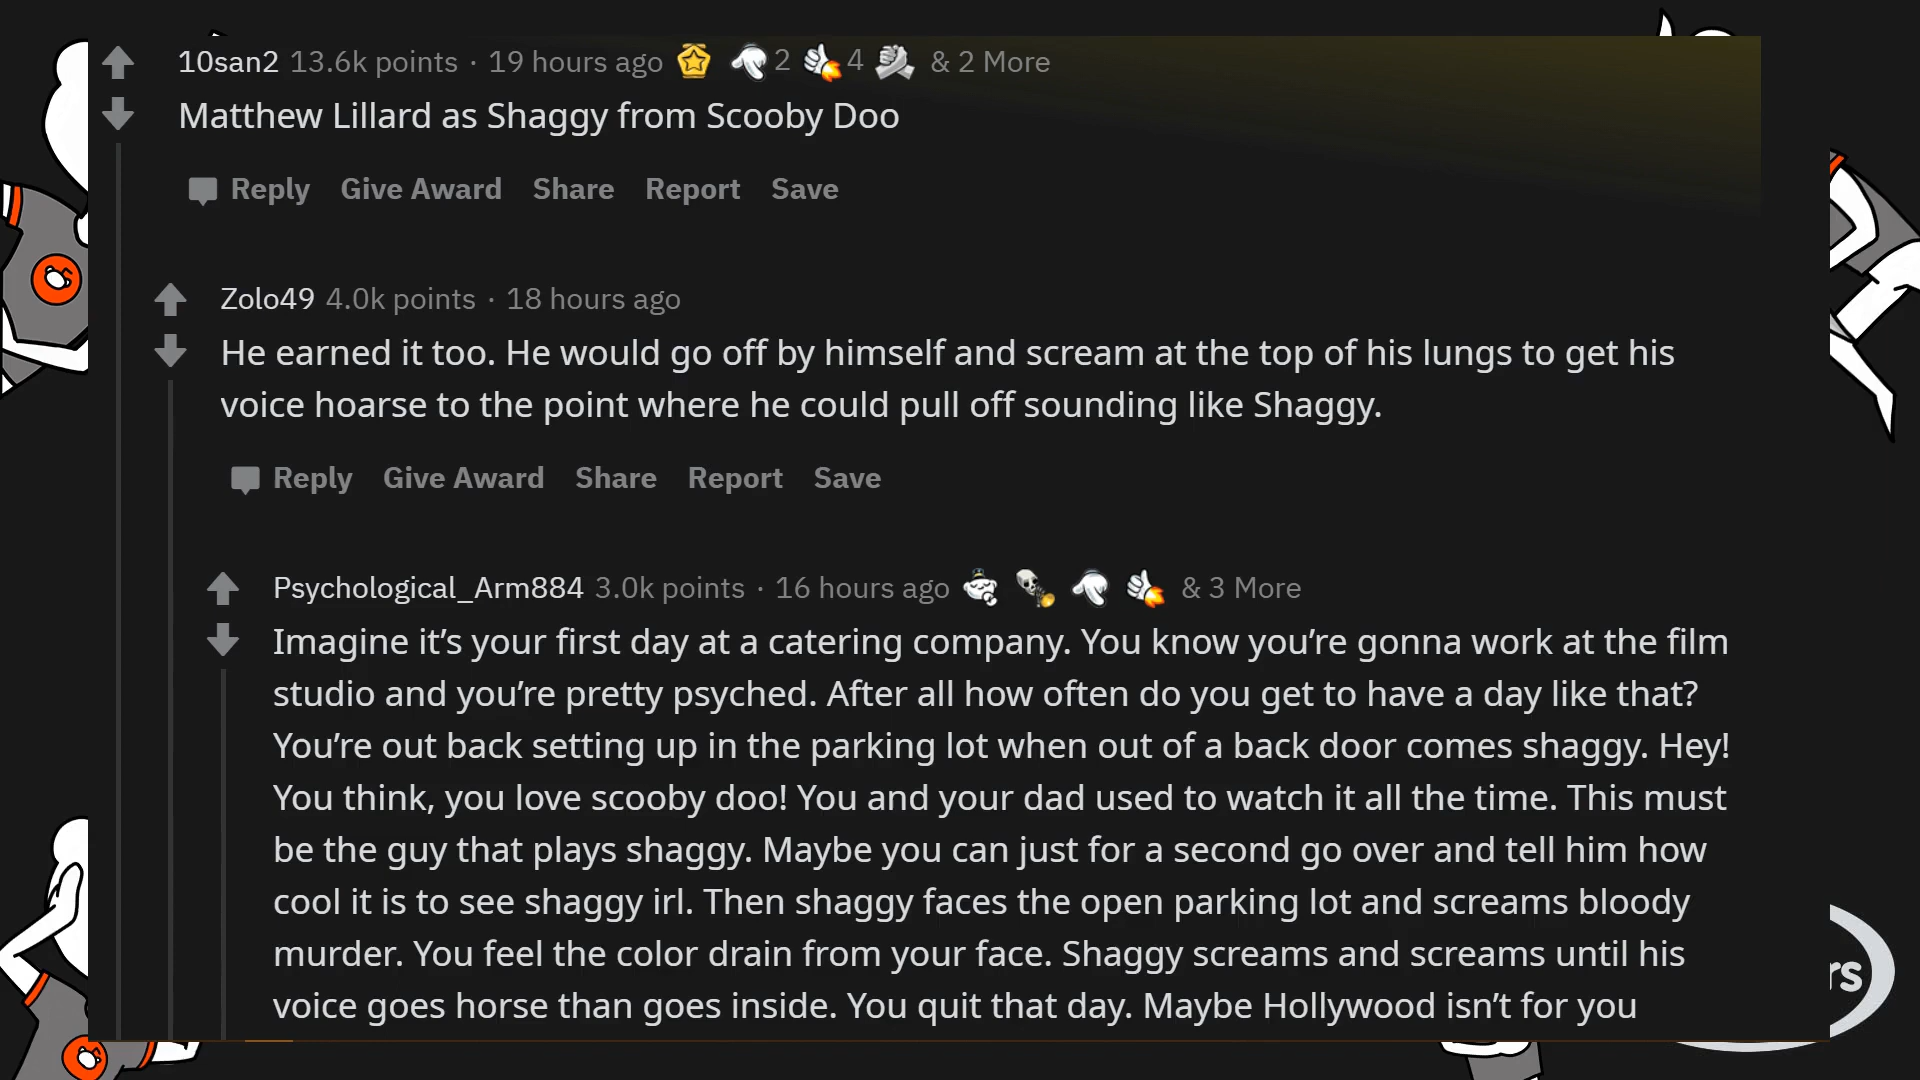 10san2 13.6k points · 19 hours ago 2 4 & 2 More
Matthew Lillard as Shaggy from Scooby Doo
Reply Give Award Share Report Save
Zolo49 4.0k points · 18 hours ago
He earned it too. He would go off by himself and scream at the top of his lungs to get his
voice hoarse to the point where he could pull off sounding like Shaggy.
Reply Give Award Share Report Save
Psychological_Arm884 3.0k points · 16 hours ago & 3 More
Imagine it’s your first day at a catering company. You know you’re gonna work at the film
studio and you’re pretty psyched. After all how often do you get to have a day like that?
You’re out back setting up in the parking lot when out of a back door comes shaggy. Hey!
You think, you love scooby doo! You and your dad used to watch it all the time. This must
be the guy that plays shaggy. Maybe you can just for a second go over and tell him how
cool it is to see shaggy irl. Then shaggy faces the open parking lot and screams bloody
murder. You feel the color drain from your face. Shaggy screams and screams until his
voice goes horse than goes inside. You quit that day. Maybe Hollywood isn’t for you